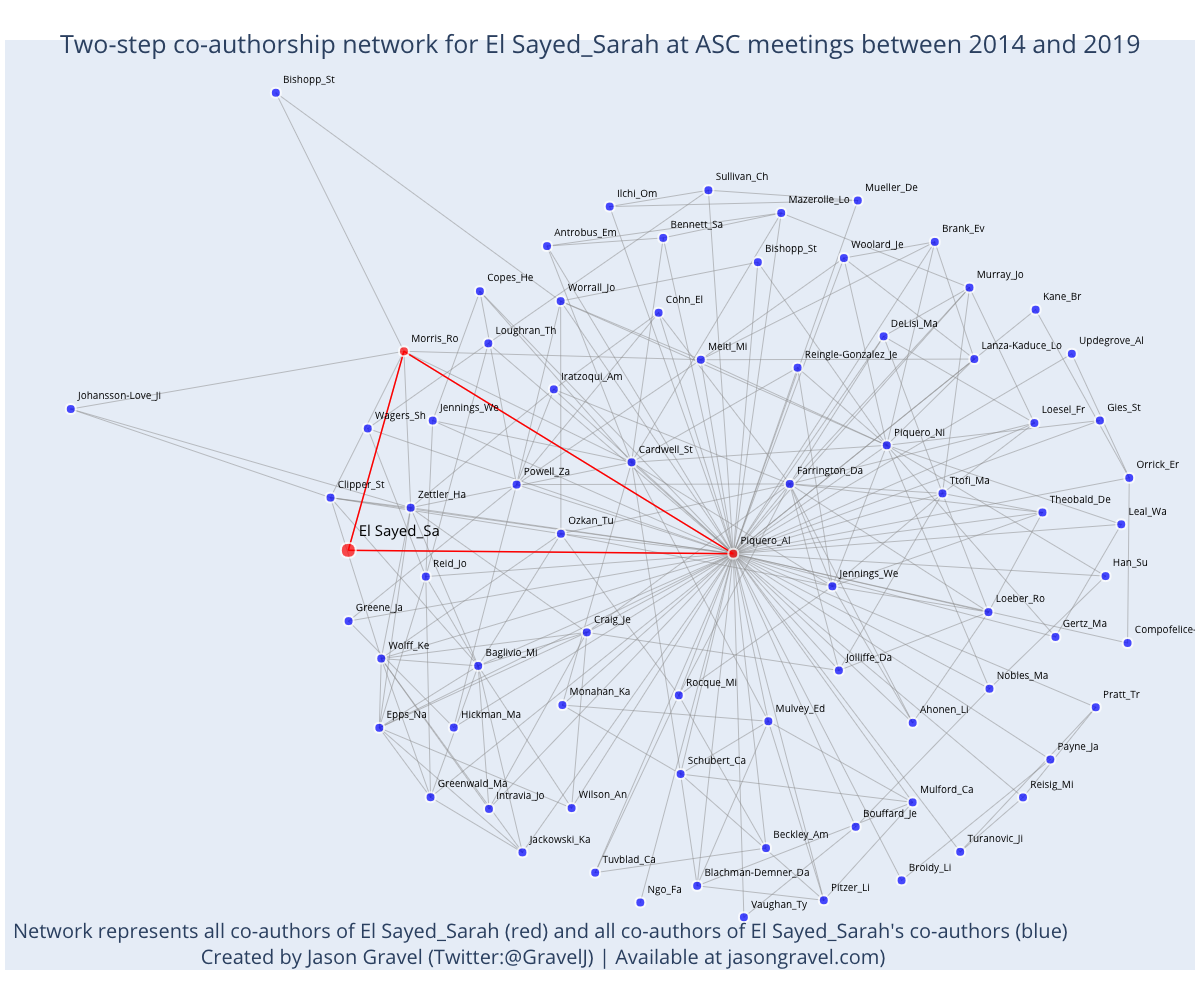 Two-step co-authorship network for El Sayed_Sarah at ASC meetings between 2014 and 2019
Bishopp_St
Sullivan_Ch
Mueller_De
Ilchi_Om
Mazerolle_Lo
Bennett_Sa
Antrobus_Em
Brank_Ev
Bishopp_St
Woolard_Je
Copes_He
Murray_Jo
Worrall_Jo
Cohn_El
Kane_Br
DeLisi_Ma
Loughran_Th
Morris_Ro
Meitl_Mi
Lanza-Kaduce_Lo
Updegrove_Al
Reingle-Gonzalez_Je
Iratzoqui_Am
Johansson-Love_Ji
Jennings_We
Wagers_Sh
Loesel_Fr
Gies_St
Piquero_Ni
Cardwell_St
Orrick_Er
Powell_Za
Farrington_Da
Clipper_St
Ttofi_Ma
Zettler_Ha
Theobald_De
Leal_Wa
Ozkan_Tu
El Sayed_Sa
Piquero_Al
Reid_Jo
Han_Su
Jennings_We
Loeber_Ro
Greene_Ja
Craig_Je
Gertz_Ma
Compofelice-
Wolff_Ke
Baglivio_Mi
Jolliffe_Da
Rocque_Mi
Nobles_Ma
Monahan_Ka
Pratt_Tr
Mulvey_Ed
Ahonen_Li
Epps_Na
Hickman_Ma
Payne_Ja
Schubert_Ca
Greenwald_Ma
Reisig_Mi
Mulford_Ca
Intravia_Jo
Wilson_An
Bouffard_Je
Jackowski_Ka
Beckley_Am
Turanovic_Ji
Tuvblad_Ca
Broidy_Li
Blachman-Demner_Da
Ngo_Fa
Pitzer_Li
Vaughan_Ty
Network represents all co-authors of El Sayed_Sarah (red) and all co-authors of El Sayed_Sarah's co-authors (blue)
Created by Jason Gravel (Twitter:@GravelJ) | Available at jasongravel.com)